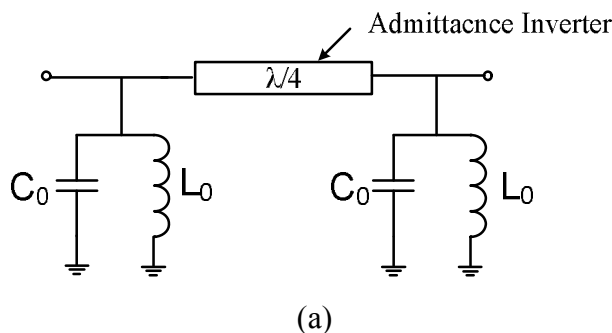 Admittacnce Inverter
λ/4
C₀ L₀ C₀ L₀
(a)